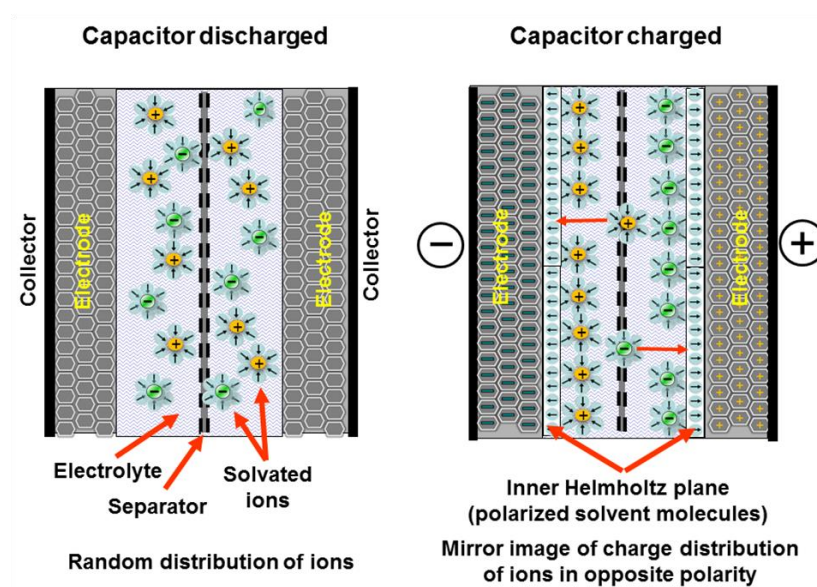 Capacitor discharged
Capacitor charged
Collector
Electrode
Electrode
Collector
Electrode
Electrode
Electrolyte
Separator
Solvated
ions
Inner Helmholtz plane
(polarized solvent molecules)
Random distribution of ions
Mirror image of charge distribution
of ions in opposite polarity